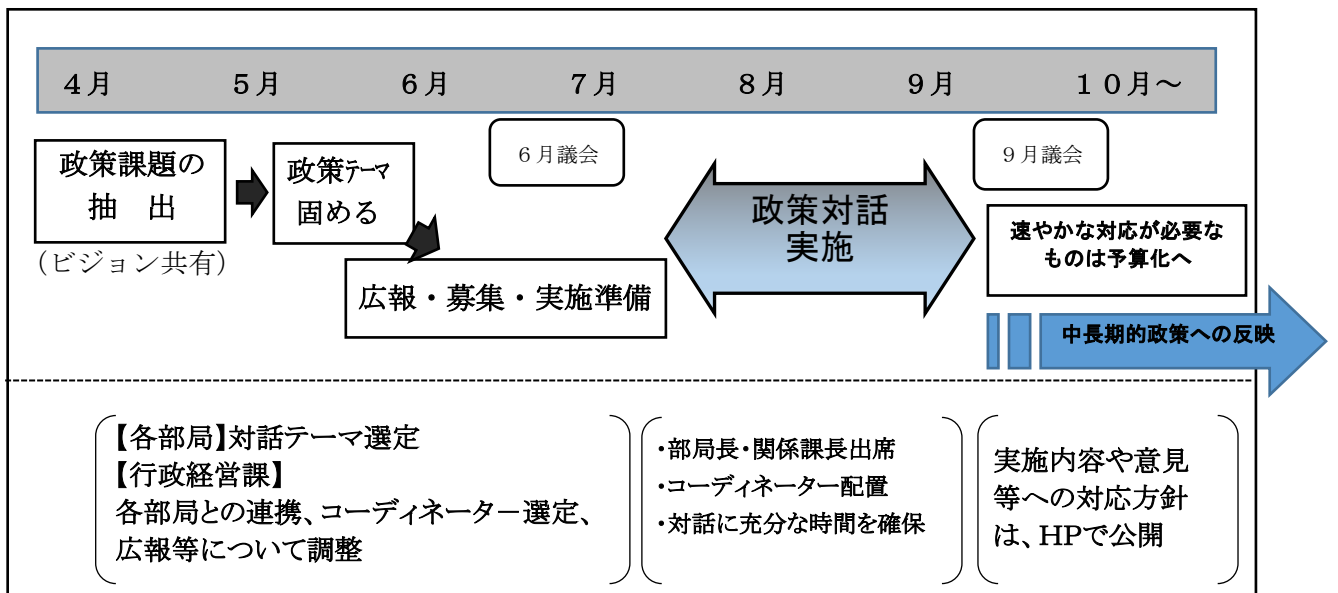 ４月 ５月 ６月 ７月 ８月 ９月 １０月～
６月議会
９月議会
政策課題の
抽　出
（ビジョン共有）
政策ﾃｰﾏ
固める
広報・募集・実施準備
政策対話
実施
速やかな対応が必要な
ものは予算化へ
中長期的政策への反映
【各部局】対話テーマ選定
【行政経営課】
各部局との連携、コーディネータ－選定、
広報等について調整
・部局長・関係課長出席
・コーディネーター配置
・対話に充分な時間を確保
実施内容や意見
等への対応方針
は、HPで公開